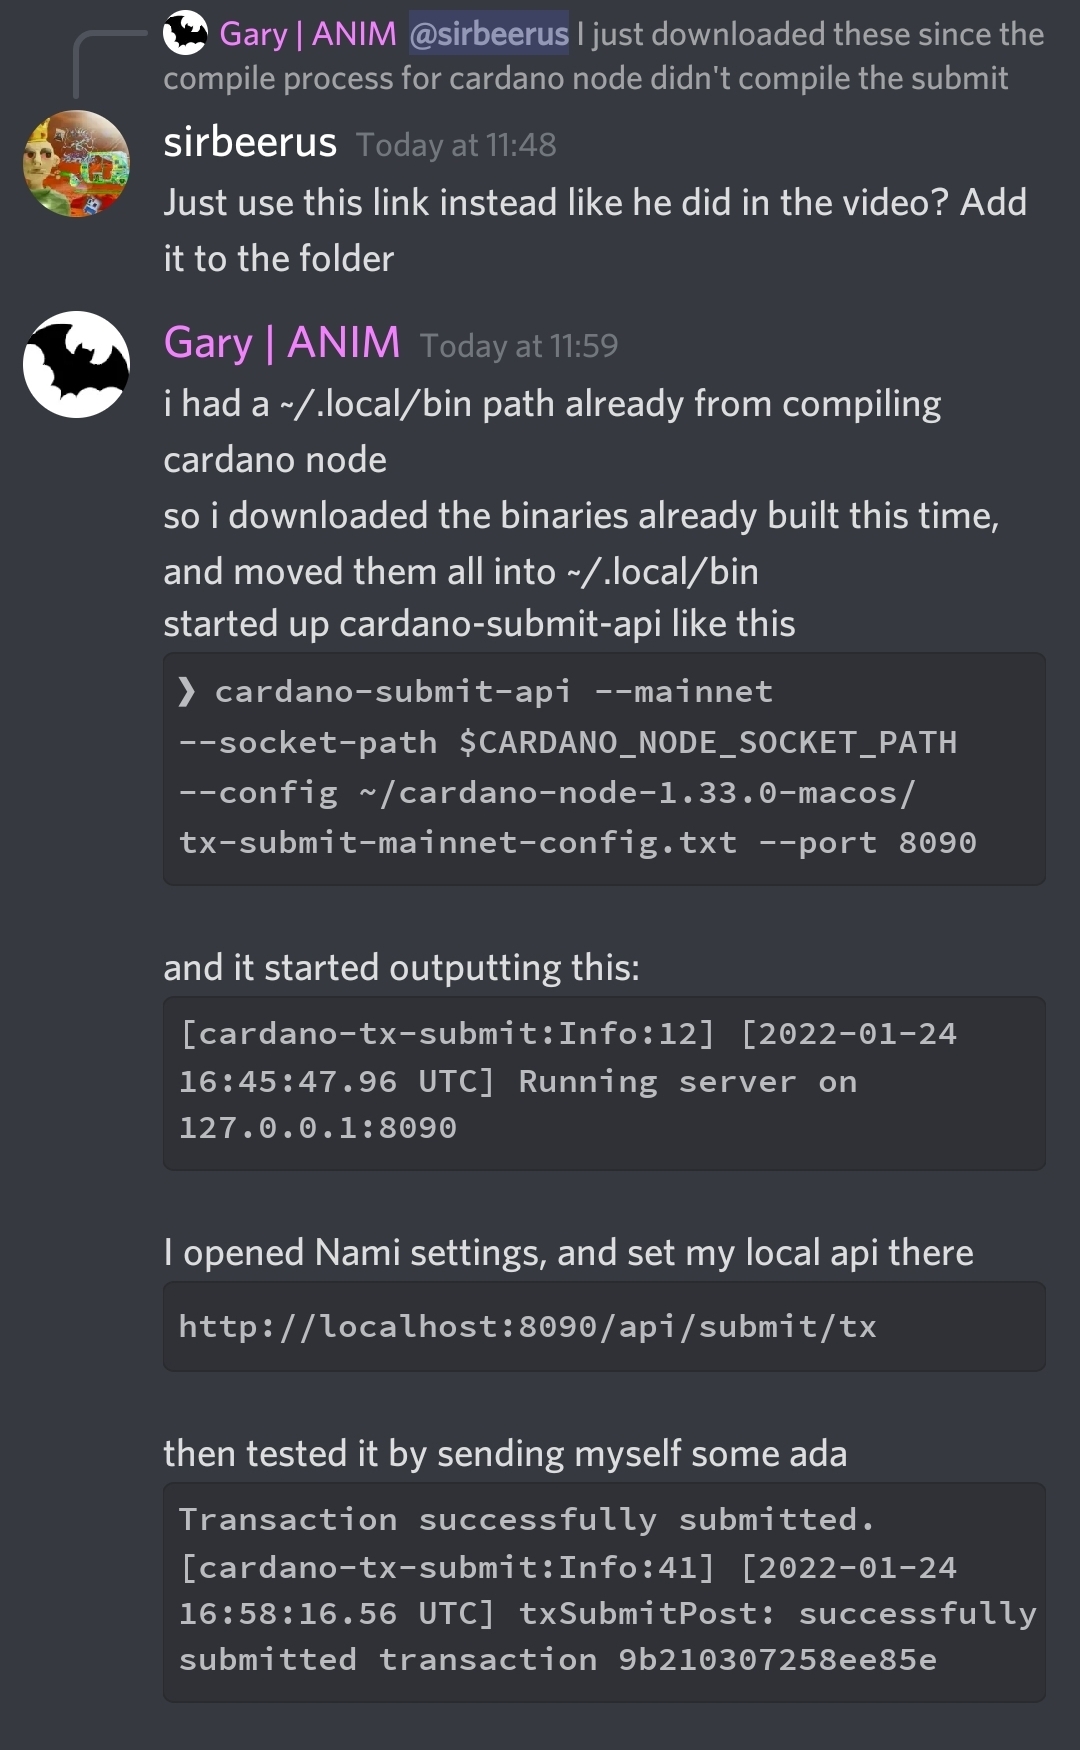 Gary | ANIM @sirbeerus I just downloaded these since the
compile process for cardano node didn't compile the submit
sirbeerus Today at 11:48
Just use this link instead like he did in the video? Add
it to the folder
Gary | ANIM Today at 11:59
i had a ~/.local/bin path already from compiling
cardano node
so i downloaded the binaries already built this time,
and moved them all into ~/.local/bin
started up cardano-submit-api like this
❯ cardano-submit-api --mainnet
--socket-path $CARDANO_NODE_SOCKET_PATH
--config ~/cardano-node-1.33.0-macos/
tx-submit-mainnet-config.txt --port 8090
and it started outputting this:
[cardano-tx-submit:Info:12] [2022-01-24
16:45:47.96 UTC] Running server on
127.0.0.1:8090
I opened Nami settings, and set my local api there
http://localhost:8090/api/submit/tx
then tested it by sending myself some ada
Transaction successfully submitted.
[cardano-tx-submit:Info:41] [2022-01-24
16:58:16.56 UTC] txSubmitPost: successfully
submitted transaction 9b210307258ee85e